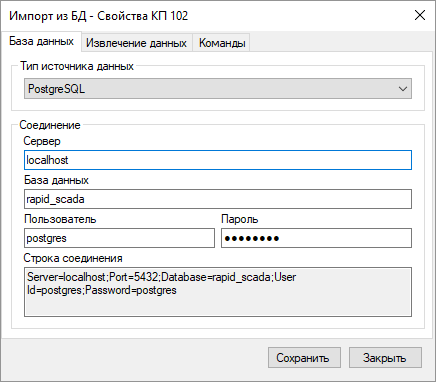 Импорт из БД - Свойства КП 102
База данных
Извлечение данных
Команды
Тип источника данных
PostgreSQL
Соединение
Сервер
localhost
База данных
rapid_scada
Пользователь
Пароль
postgres
●●●●●●●●
Строка соединения
Server=localhost;Port=5432;Database=rapid_scada;User
Id=postgres;Password=postgres
Сохранить
Закрыть